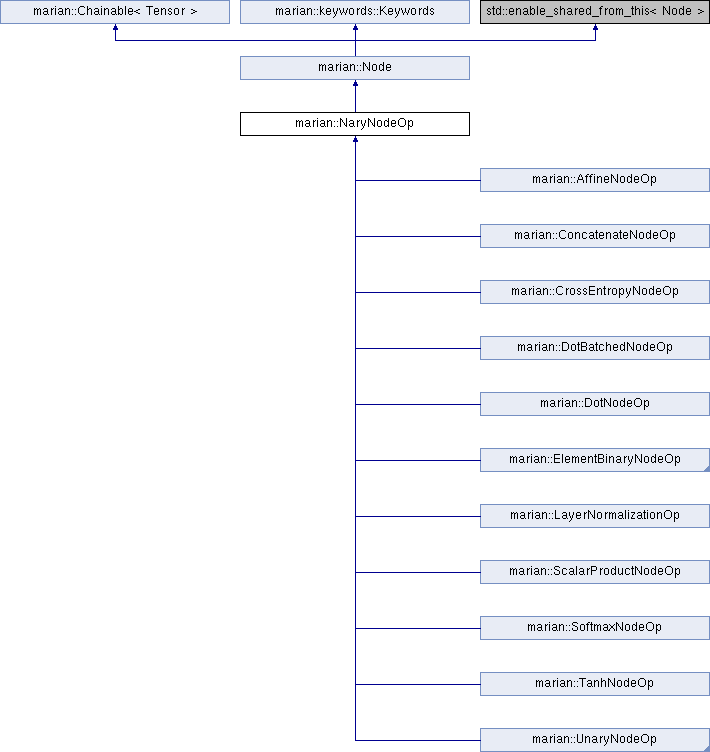 marian::Chainable< Tensor >
marian::keywords::Keywords
std::enable_shared_from_this< Node >
marian::Node
marian::NaryNodeOp
marian::AffineNodeOp
marian::ConcatenateNodeOp
marian::CrossEntropyNodeOp
marian::DotBatchedNodeOp
marian::DotNodeOp
marian::ElementBinaryNodeOp
marian::LayerNormalizationOp
marian::ScalarProductNodeOp
marian::SoftmaxNodeOp
marian::TanhNodeOp
marian::UnaryNodeOp